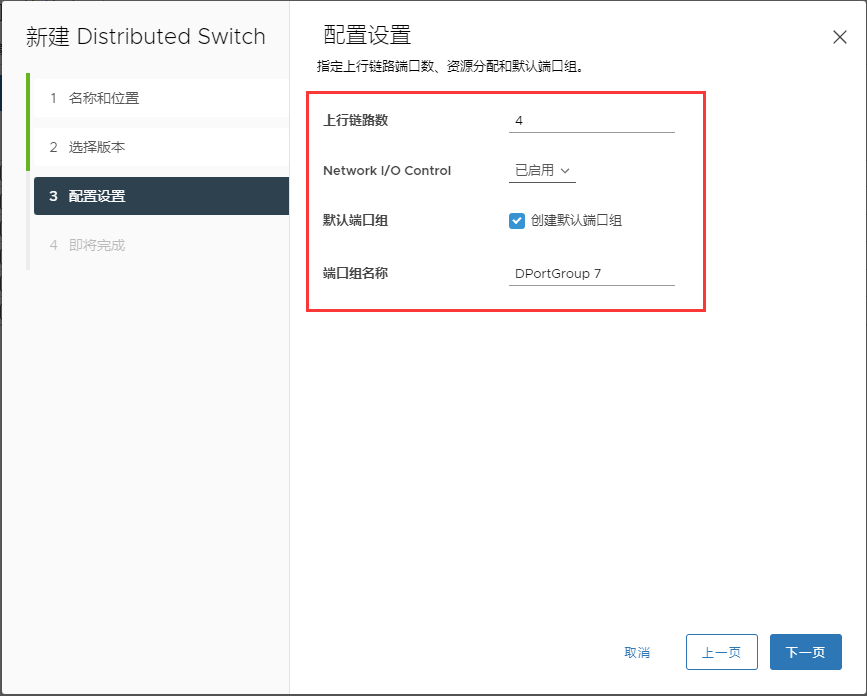 新建 Distributed Switch
1 名称和位置
2 选择版本
3 配置设置
4 即将完成
配置设置
指定上行链路端口数、资源分配和默认端口组。
上行链路数 4
Network I/O Control 已启用
默认端口组 创建默认端口组
端口组名称 DPortGroup 7
取消 上一页 下一页